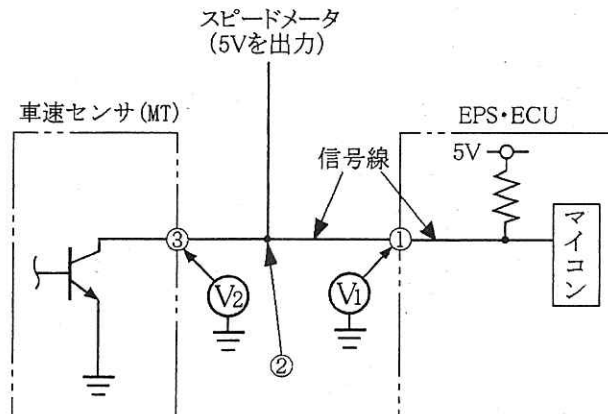 スピードメータ
(5Vを出力)
車速センサ(MT)
EPS・ECU
信号線
5V
マイコン
③
①
V2
V1
②